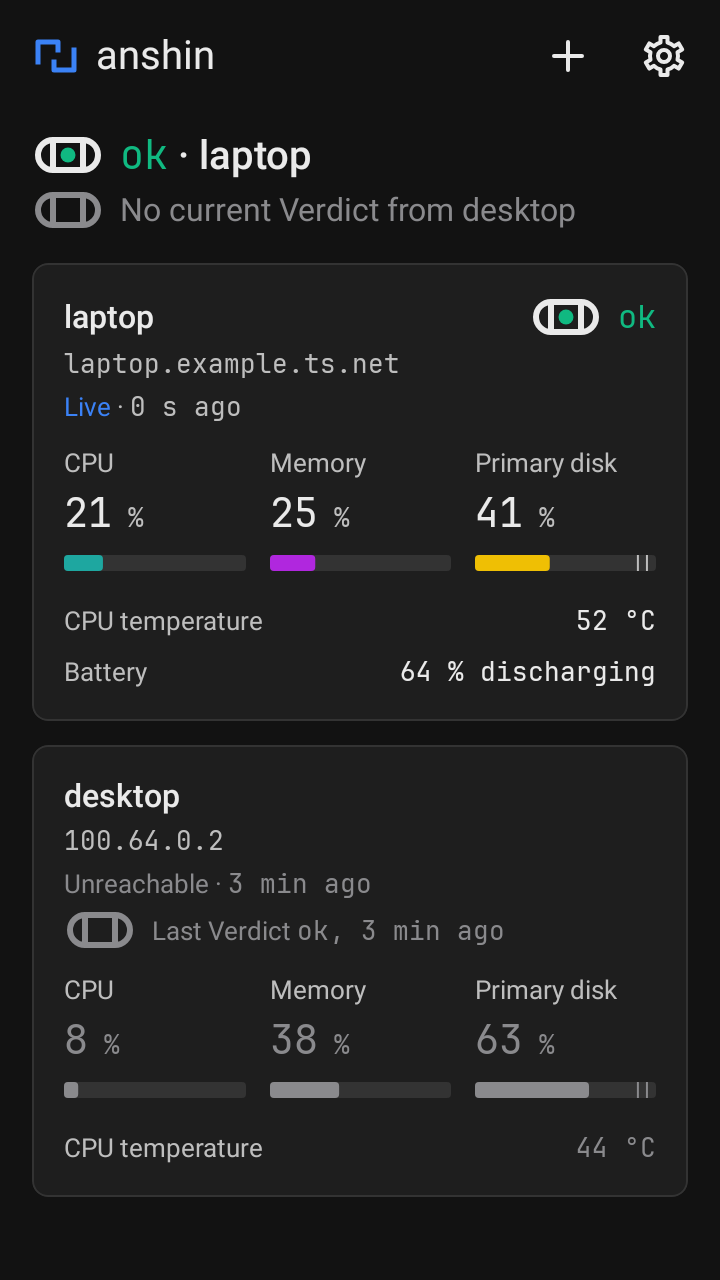 anshin
ok · laptop
No current Verdict from desktop
laptop
ok
laptop.example.ts.net
Live · 0 s ago
CPU Memory Primary disk
21 % 25 % 41 %
CPU temperature 52 °C
Battery 64 % discharging
desktop
100.64.0.2
Unreachable · 3 min ago
Last Verdict ok, 3 min ago
CPU Memory Primary disk
8 % 38 % 63 %
CPU temperature 44 °C